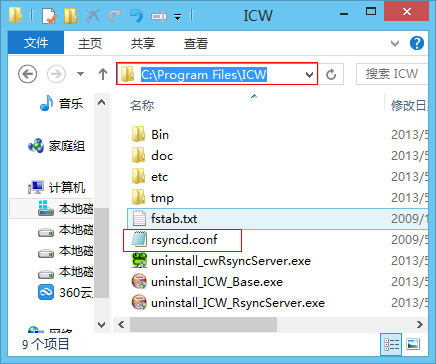 ICW
文件 主页 共享 查看
C:\Program Files\ICW 搜索 ICW
名称 修改日
音乐
家庭组
计算机
本地磁
本地磁
本地磁
本地磁
360云
网络
Bin 2013/5
doc 2013/5
etc 2013/5
tmp 2013/5
fstab.txt 2009/1
rsyncd.conf 2009/5
uninstall_cwRsyncServer.exe 2013/5
uninstall_ICW_Base.exe 2013/5
uninstall_ICW_RsyncServer.exe 2013/5
9 个项目